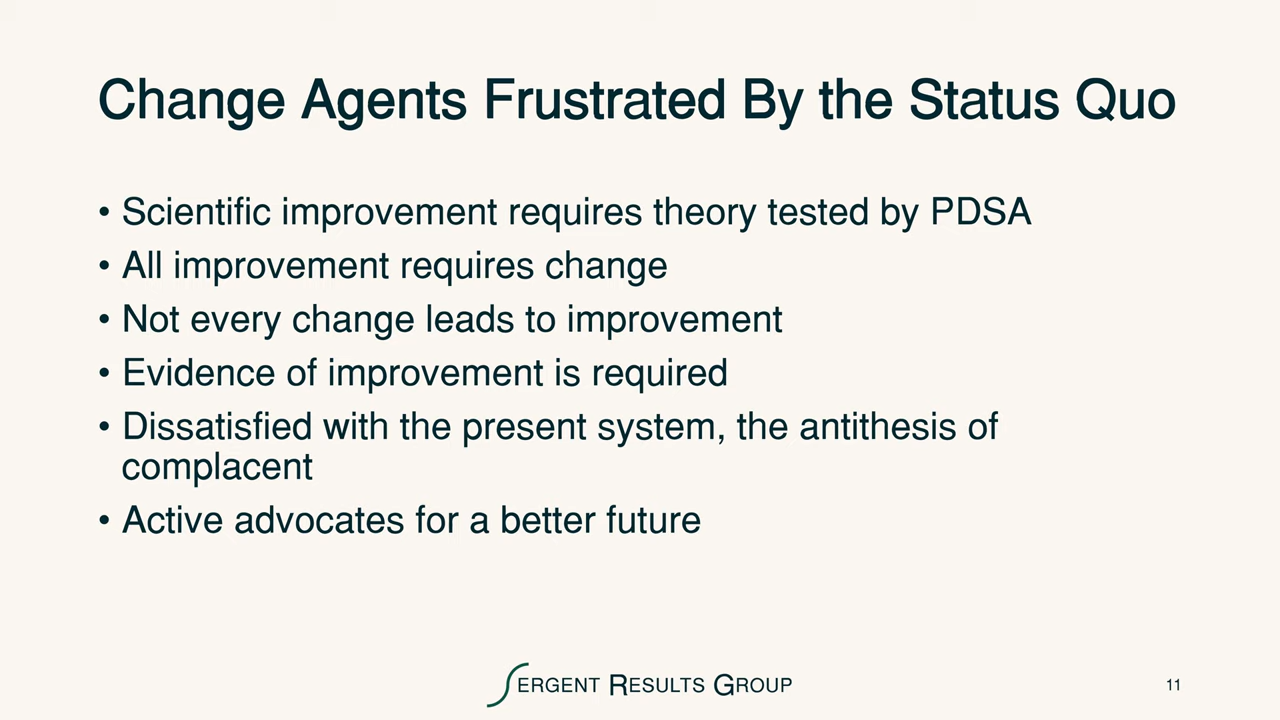 Change Agents Frustrated By the Status Quo
• Scientific improvement requires theory tested by PDSA
• All improvement requires change
• Not every change leads to improvement
• Evidence of improvement is required
• Dissatisfied with the present system, the antithesis of
complacent
• Active advocates for a better future
SERGENT RESULTS GROUP
11